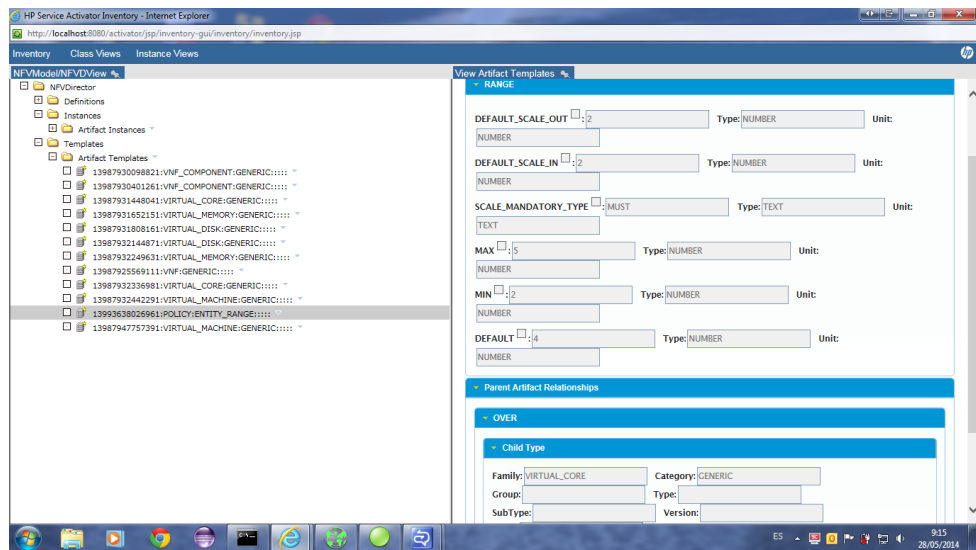 HP Service Activator Inventory - Internet Explorer
http://localhost:8080/activator/jsp/inventory-gui/inventory/inventory.jsp
Inventory Class Views Instance Views
hp
NFVModel/NFVDView
NFVDirector
Definitions
Instances
Artifact Instances
Templates
Artifact Templates
13987930098821:VNF_COMPONENT:GENERIC:::::
13987930401261:VNF_COMPONENT:GENERIC:::::
13987931448041:VIRTUAL_CORE:GENERIC:::::
13987931652151:VIRTUAL_MEMORY:GENERIC:::::
13987931808161:VIRTUAL_DISK:GENERIC:::::
13987932144871:VIRTUAL_DISK:GENERIC:::::
13987932249631:VIRTUAL_MEMORY:GENERIC:::::
13987925569111:VNF:GENERIC:::::
13987932336981:VIRTUAL_CORE:GENERIC:::::
13987932442291:VIRTUAL_MACHINE:GENERIC:::::
13993638026961:POLICY:ENTITY_RANGE:::::
13987947757391:VIRTUAL_MACHINE:GENERIC:::::
View Artifact Templates
RANGE
DEFAULT_SCALE_OUT : 2 Type: NUMBER Unit:
NUMBER
DEFAULT_SCALE_IN : 2 Type: NUMBER Unit:
NUMBER
SCALE_MANDATORY_TYPE : MUST Type: TEXT Unit:
TEXT
MAX : 5 Type: NUMBER Unit:
NUMBER
MIN : 2 Type: NUMBER Unit:
NUMBER
DEFAULT : 4 Type: NUMBER Unit:
NUMBER
Parent Artifact Relationships
OVER
Child Type
Family: VIRTUAL_CORE Category: GENERIC
Group: Type:
SubType: Version:
ES
9:15
28/05/2014